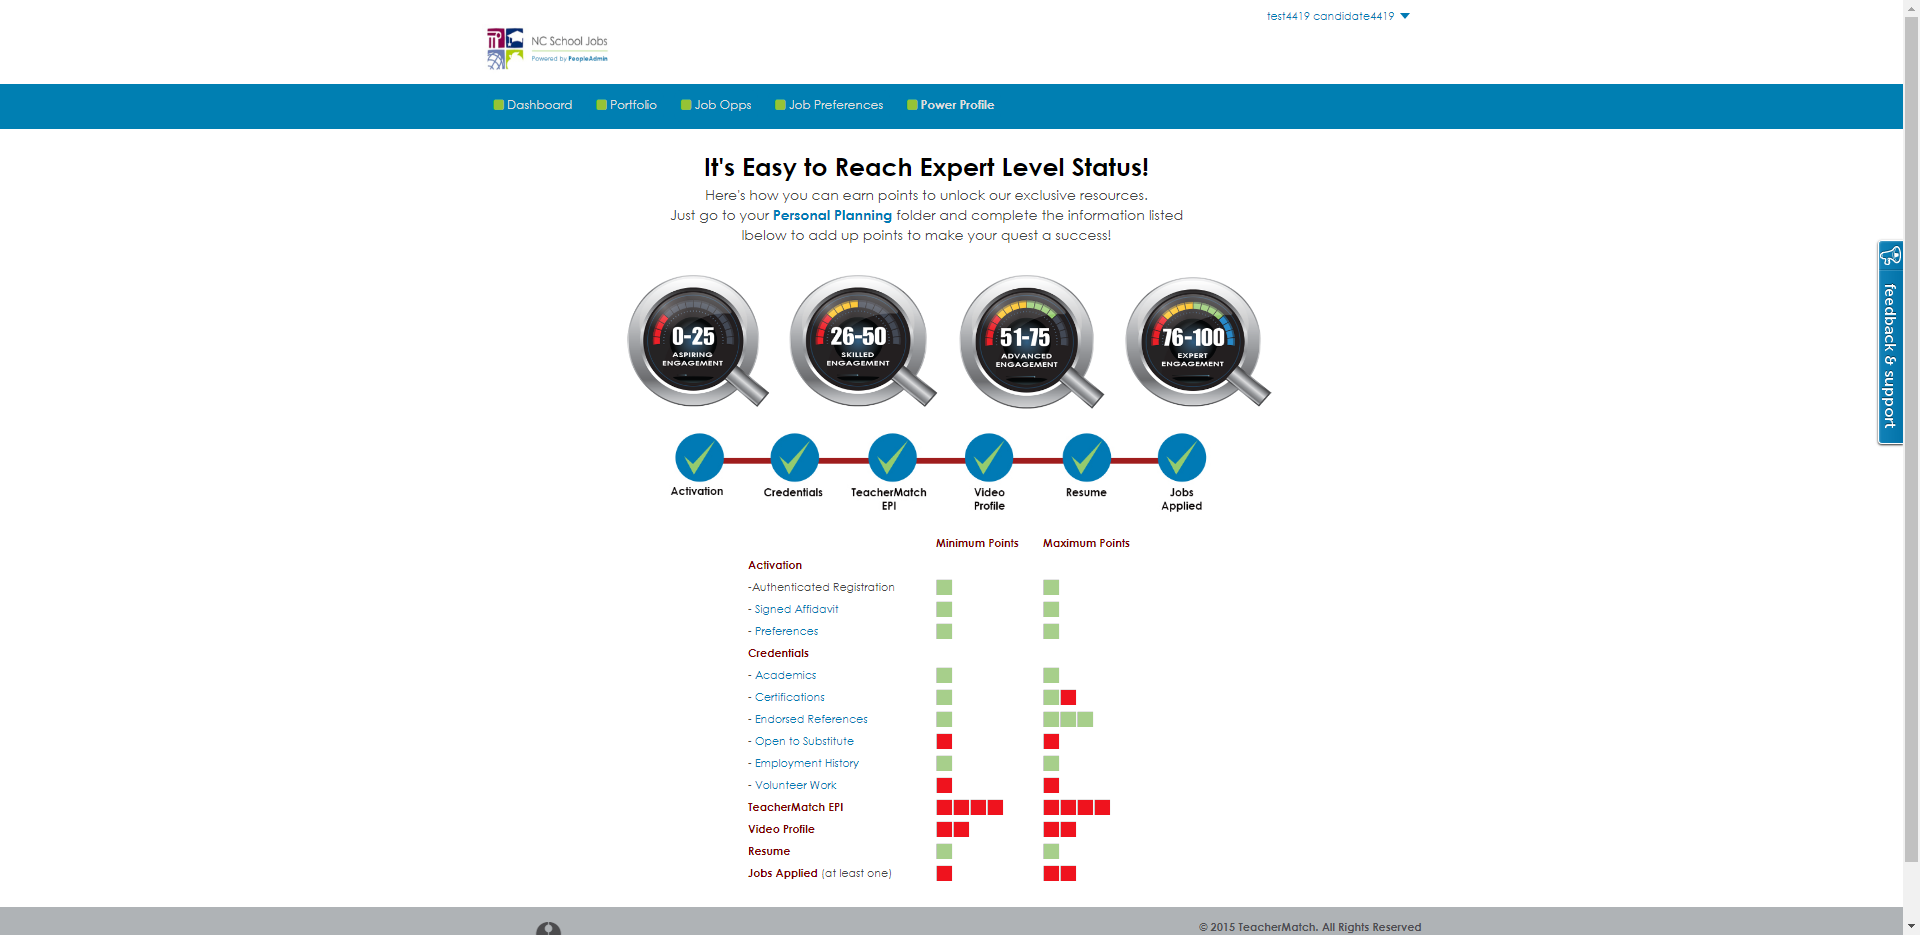 test4419 candidate4419
NC School Jobs
Powered by PeopleAdmin
Dashboard Portfolio Job Opps Job Preferences Power Profile
It's Easy to Reach Expert Level Status!
Here's how you can earn points to unlock our exclusive resources.
Just go to your Personal Planning folder and complete the information listed
lbelow to add up points to make your quest a success!
0-25
ASPIRING
ENGAGEMENT
26-50
SKILLED
ENGAGEMENT
51-75
ADVANCED
ENGAGEMENT
76-100
EXPERT
ENGAGEMENT
feedback & support
Activation
Credentials
TeacherMatch
EPI
Video
Profile
Resume
Jobs
Applied
Minimum Points Maximum Points
Activation
-Authenticated Registration
- Signed Affidavit
- Preferences
Credentials
- Academics
- Certifications
- Endorsed References
- Open to Substitute
- Employment History
- Volunteer Work
TeacherMatch EPI
Video Profile
Resume
Jobs Applied (at least one)
© 2015 TeacherMatch. All Rights Reserved